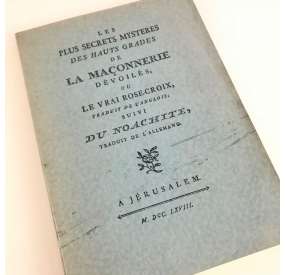 LES
PLUS SECRETS MYSTERES
DES HAUTS GRADES
DE
LA MAÇONNERIE
DÉVOILÉS,
OU
LE VRAI ROSE-CROIX,
TRADUIT DE L'ANGLOIS;
SUIVI
DU NOACHITE,
TRADUIT DE L'ALLEMAND.
A JÉRUSALEM.
M. DCC. LXVIII.